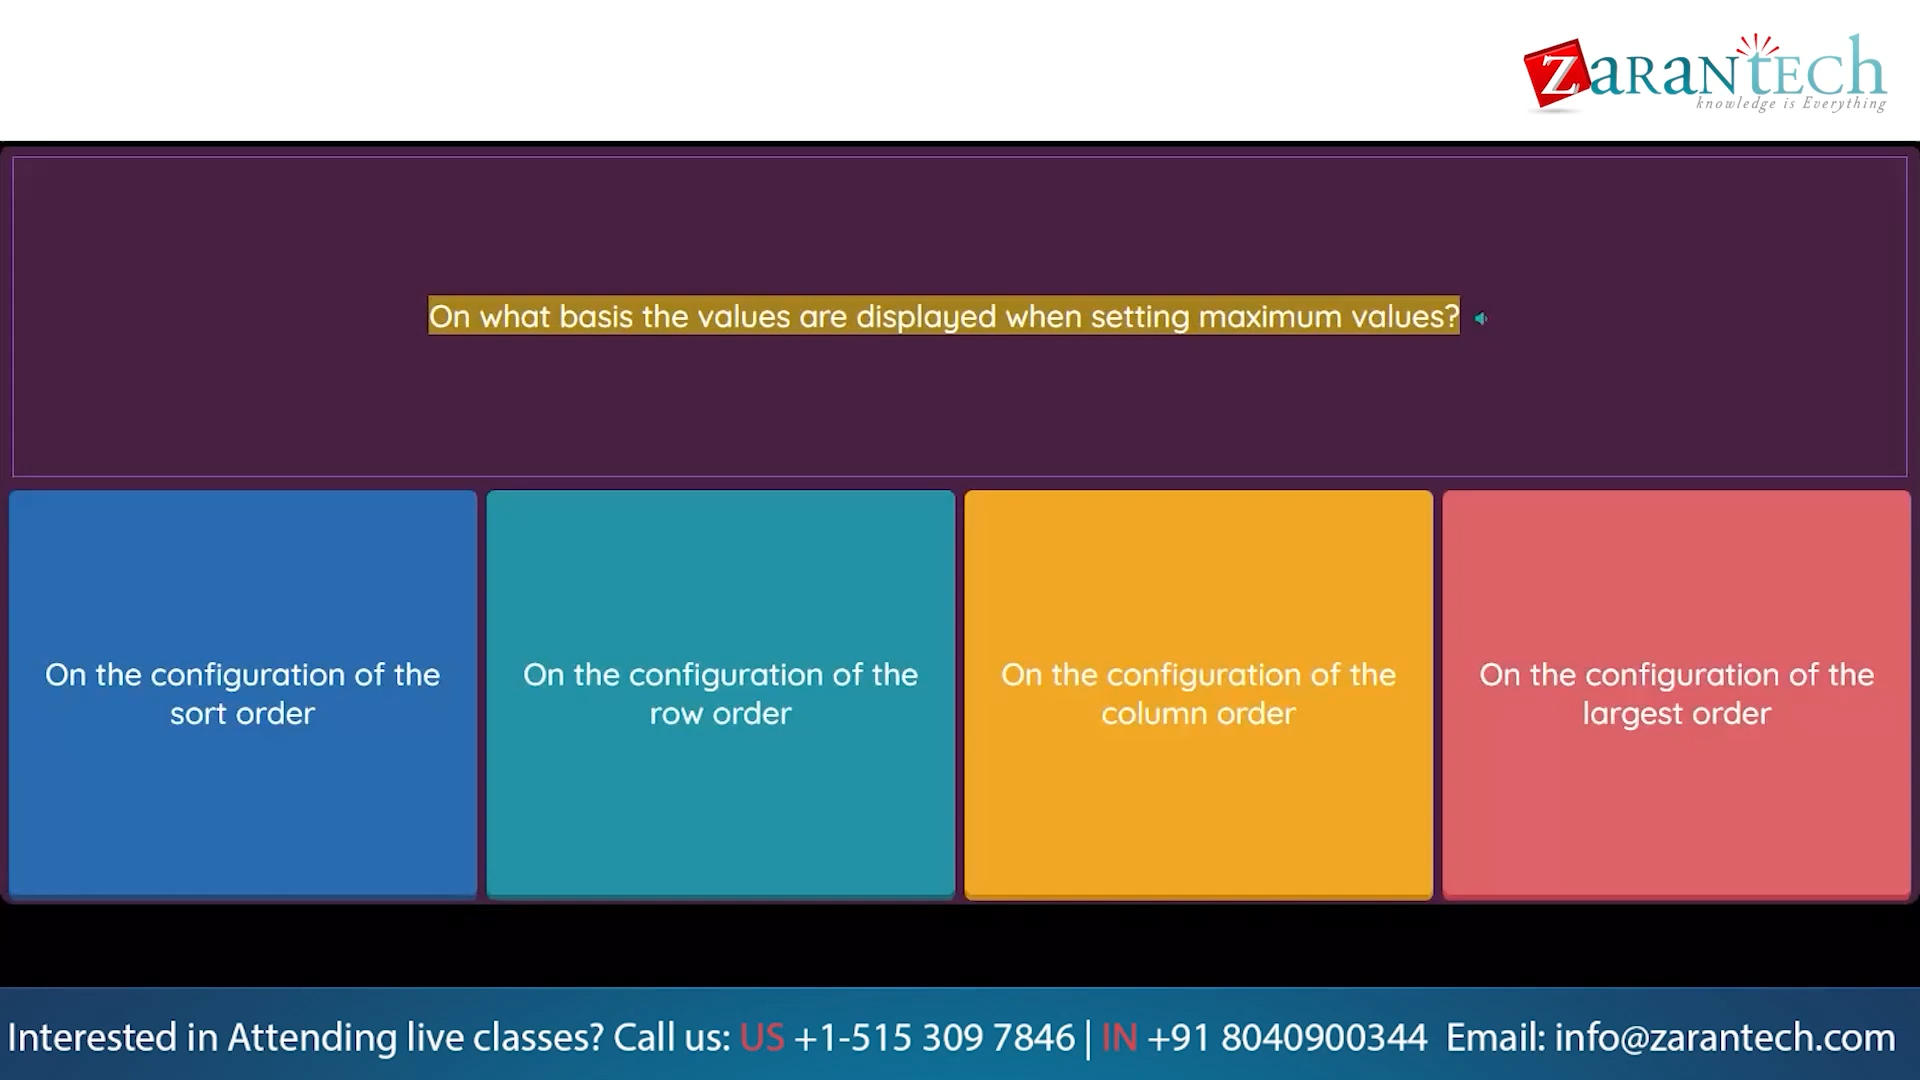 ZaranTech
knowledge is Everything
On what basis the values are displayed when setting maximum values?
On the configuration of the
sort order
On the configuration of the
row order
On the configuration of the
column order
On the configuration of the
largest order
Interested in Attending live classes? Call us: US +1-515 309 7846 | IN +91 8040900344 Email: info@zarantech.com